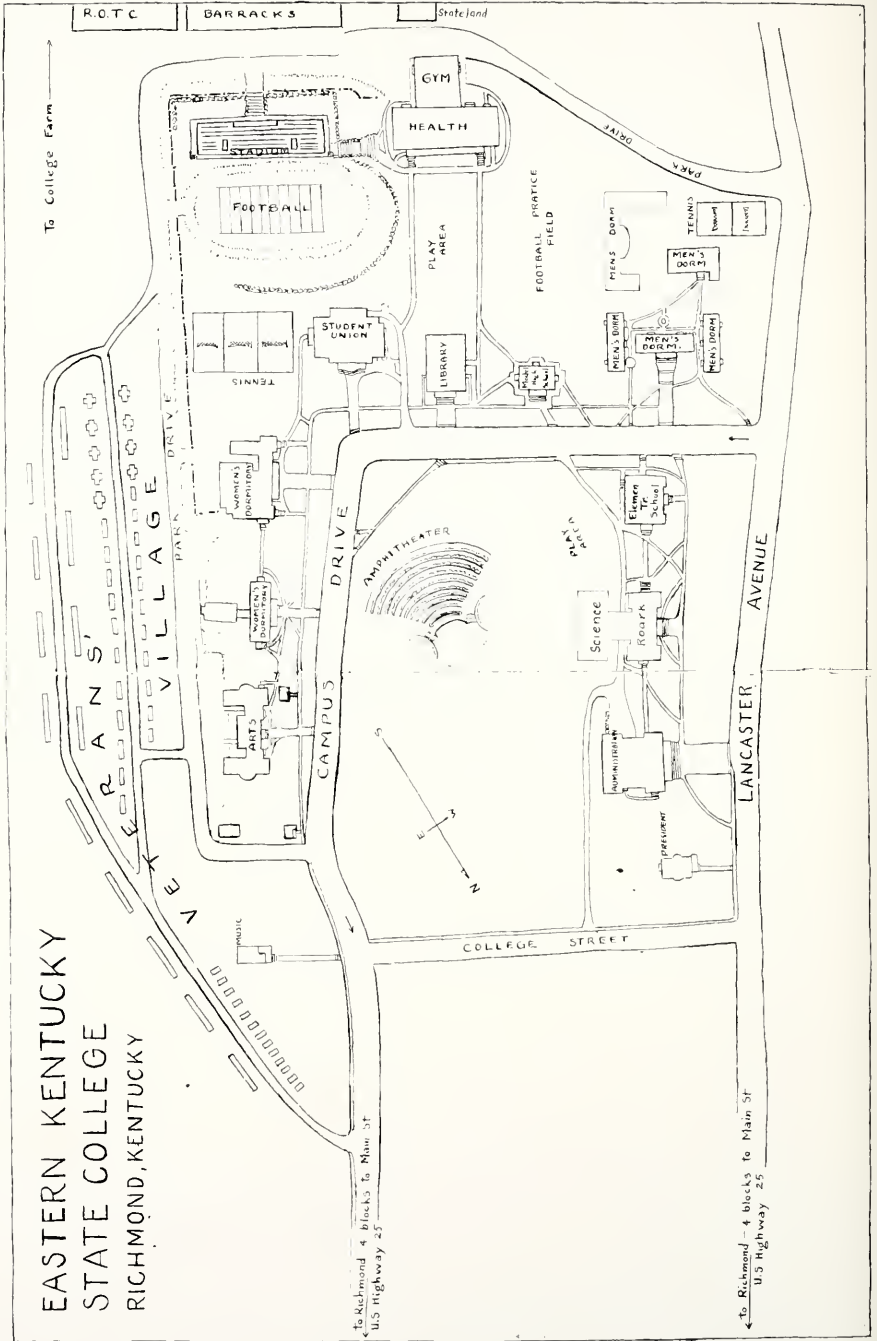 EASTERN KENTUCKY
STATE COLLEGE
RICHMOND, KENTUCKY
R.O.T.C
BARRACKS
State land
To College Farm
STADIUM
GYM
HEALTH
FOOTBALL
PLAY
AREA
FOOTBALL PRATICE
FIELD
PARK DRIVE
MENS DORM
TENNIS
MEN'S
DORM
MEN'S DORM
MEN'S
DORM.
MEN'S DORM
TENNIS
STUDENT
UNION
LIBRARY
Model
High
School
VETERANS'
VILLAGE
PARK DRIVE
WOMEN'S
DORMITORY
WOMEN'S
DORMITORY
ARTS
CAMPUS DRIVE
AMPHITHEATER
PLAY
AREA
Elemen
Tr.
School
Science
Roark
ADMINISTRATION
PRESIDENT
LANCASTER AVENUE
S
E
W
N
MUSIC
COLLEGE STREET
to Richmond 4 blocks to Main St
U.S Highway 25
to Richmond - 4 blocks to Main St
U.S Highway 25